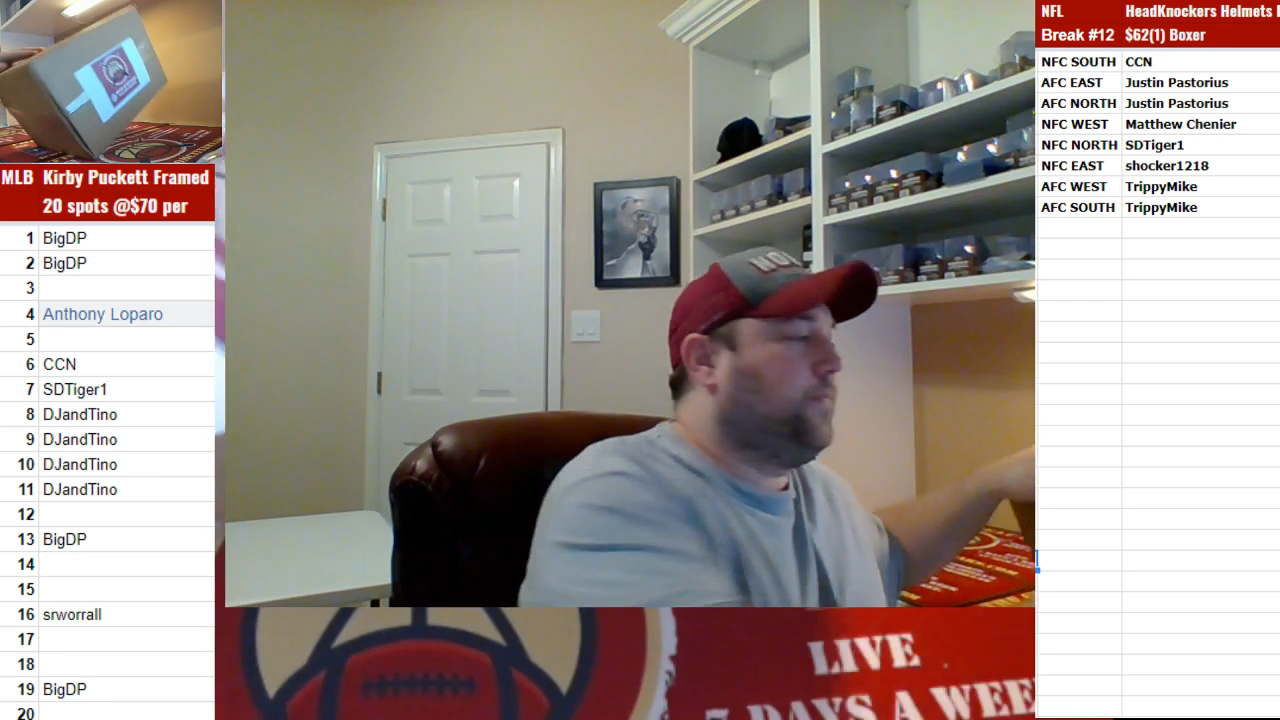 MLB Kirby Puckett Framed
20 spots @$70 per
1 BigDP
2 BigDP
3
4 Anthony Loparo
5
6 CCN
7 SDTiger1
8 DJandTino
9 DJandTino
10 DJandTino
11 DJandTino
12
13 BigDP
14
15
16 srworrall
17
18
19 BigDP
20
NFL HeadKnockers Helmets
Break #12 $62(1) Boxer
NFC SOUTH CCN
AFC EAST Justin Pastorius
AFC NORTH Justin Pastorius
NFC WEST Matthew Chenier
NFC NORTH SDTiger1
NFC EAST shocker1218
AFC WEST TrippyMike
AFC SOUTH TrippyMike
LIVE
7 DAYS A WEE